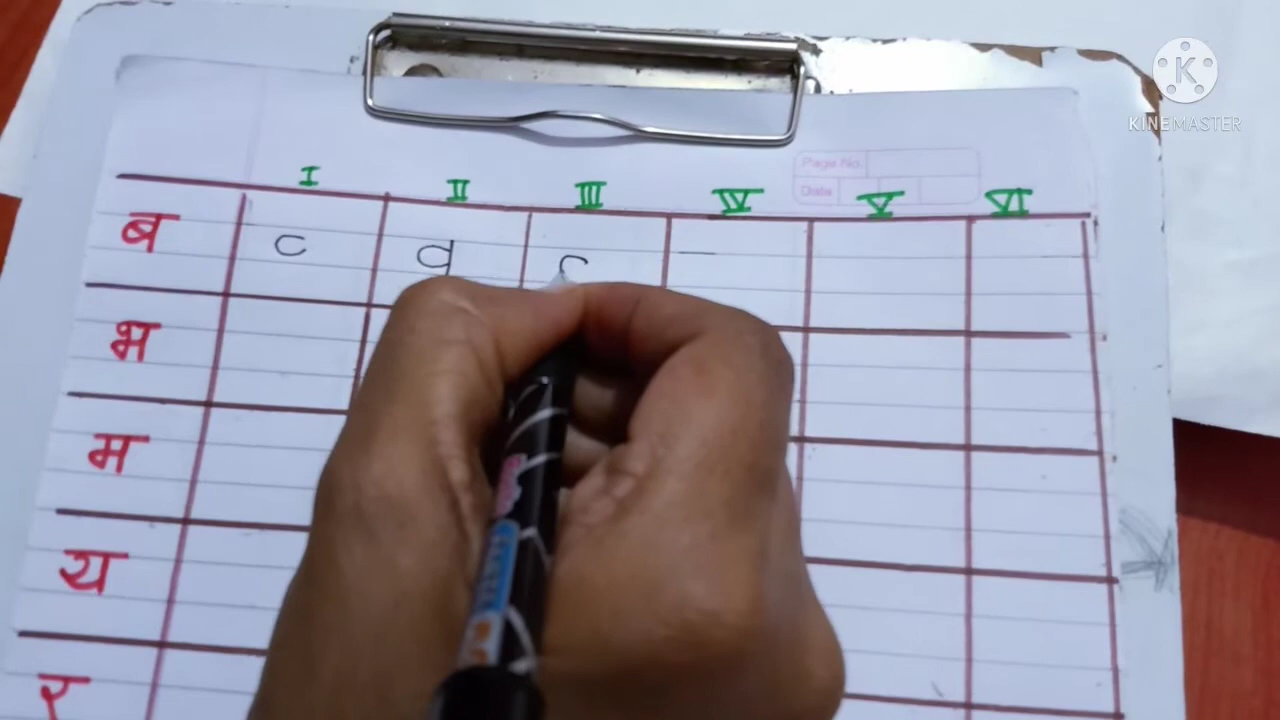 K
KINEMASTER
Page No.
Date
I II III IV V VI
ब
भ
म
य
र